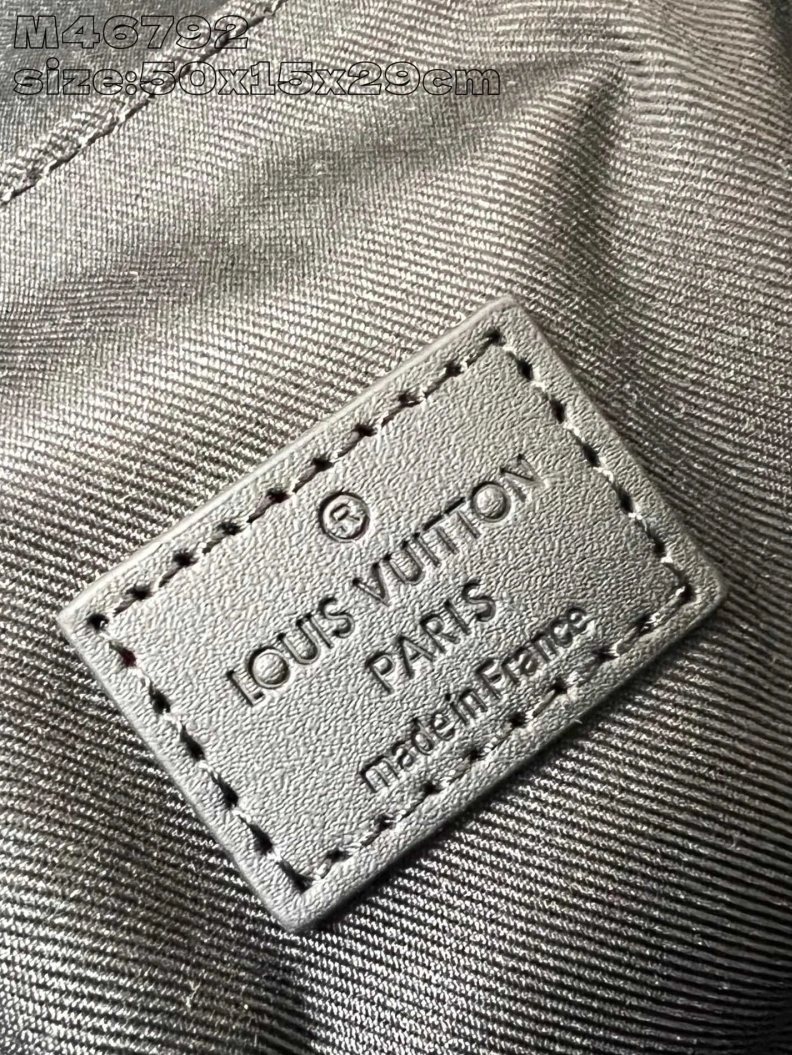 M46792
size:50x15x29cm
®
LOUIS VUITTON
PARIS
made in France